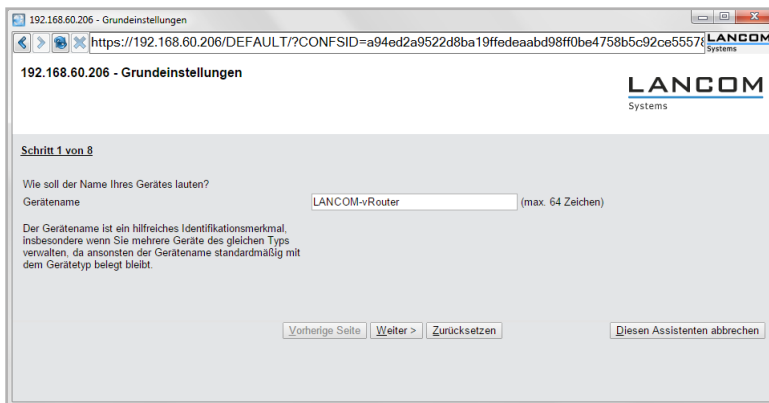 192.168.60.206 - Grundeinstellungen
https://192.168.60.206/DEFAULT/?CONFSID=a94ed2a9522d8ba19ffedeaabd98ff0be4758b5c92ce55578
LANCOM
Systems
192.168.60.206 - Grundeinstellungen
LANCOM
Systems
Schritt 1 von 8
Wie soll der Name Ihres Gerätes lauten?
Gerätename LANCOM-vRouter (max. 64 Zeichen)
Der Gerätename ist ein hilfreiches Identifikationsmerkmal,
insbesondere wenn Sie mehrere Geräte des gleichen Typs
verwalten, da ansonsten der Gerätename standardmäßig mit
dem Gerätetyp belegt bleibt.
Vorherige Seite Weiter > Zurücksetzen Diesen Assistenten abbrechen